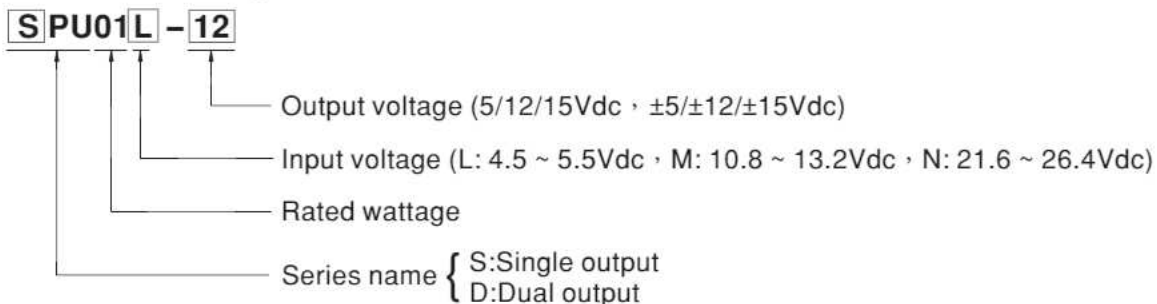 SPU01L – 12
Output voltage (5/12/15Vdc，±5/±12/±15Vdc)
Input voltage (L: 4.5 ~ 5.5Vdc，M: 10.8 ~ 13.2Vdc，N: 21.6 ~ 26.4Vdc)
Rated wattage
Series name { S:Single output
D:Dual output